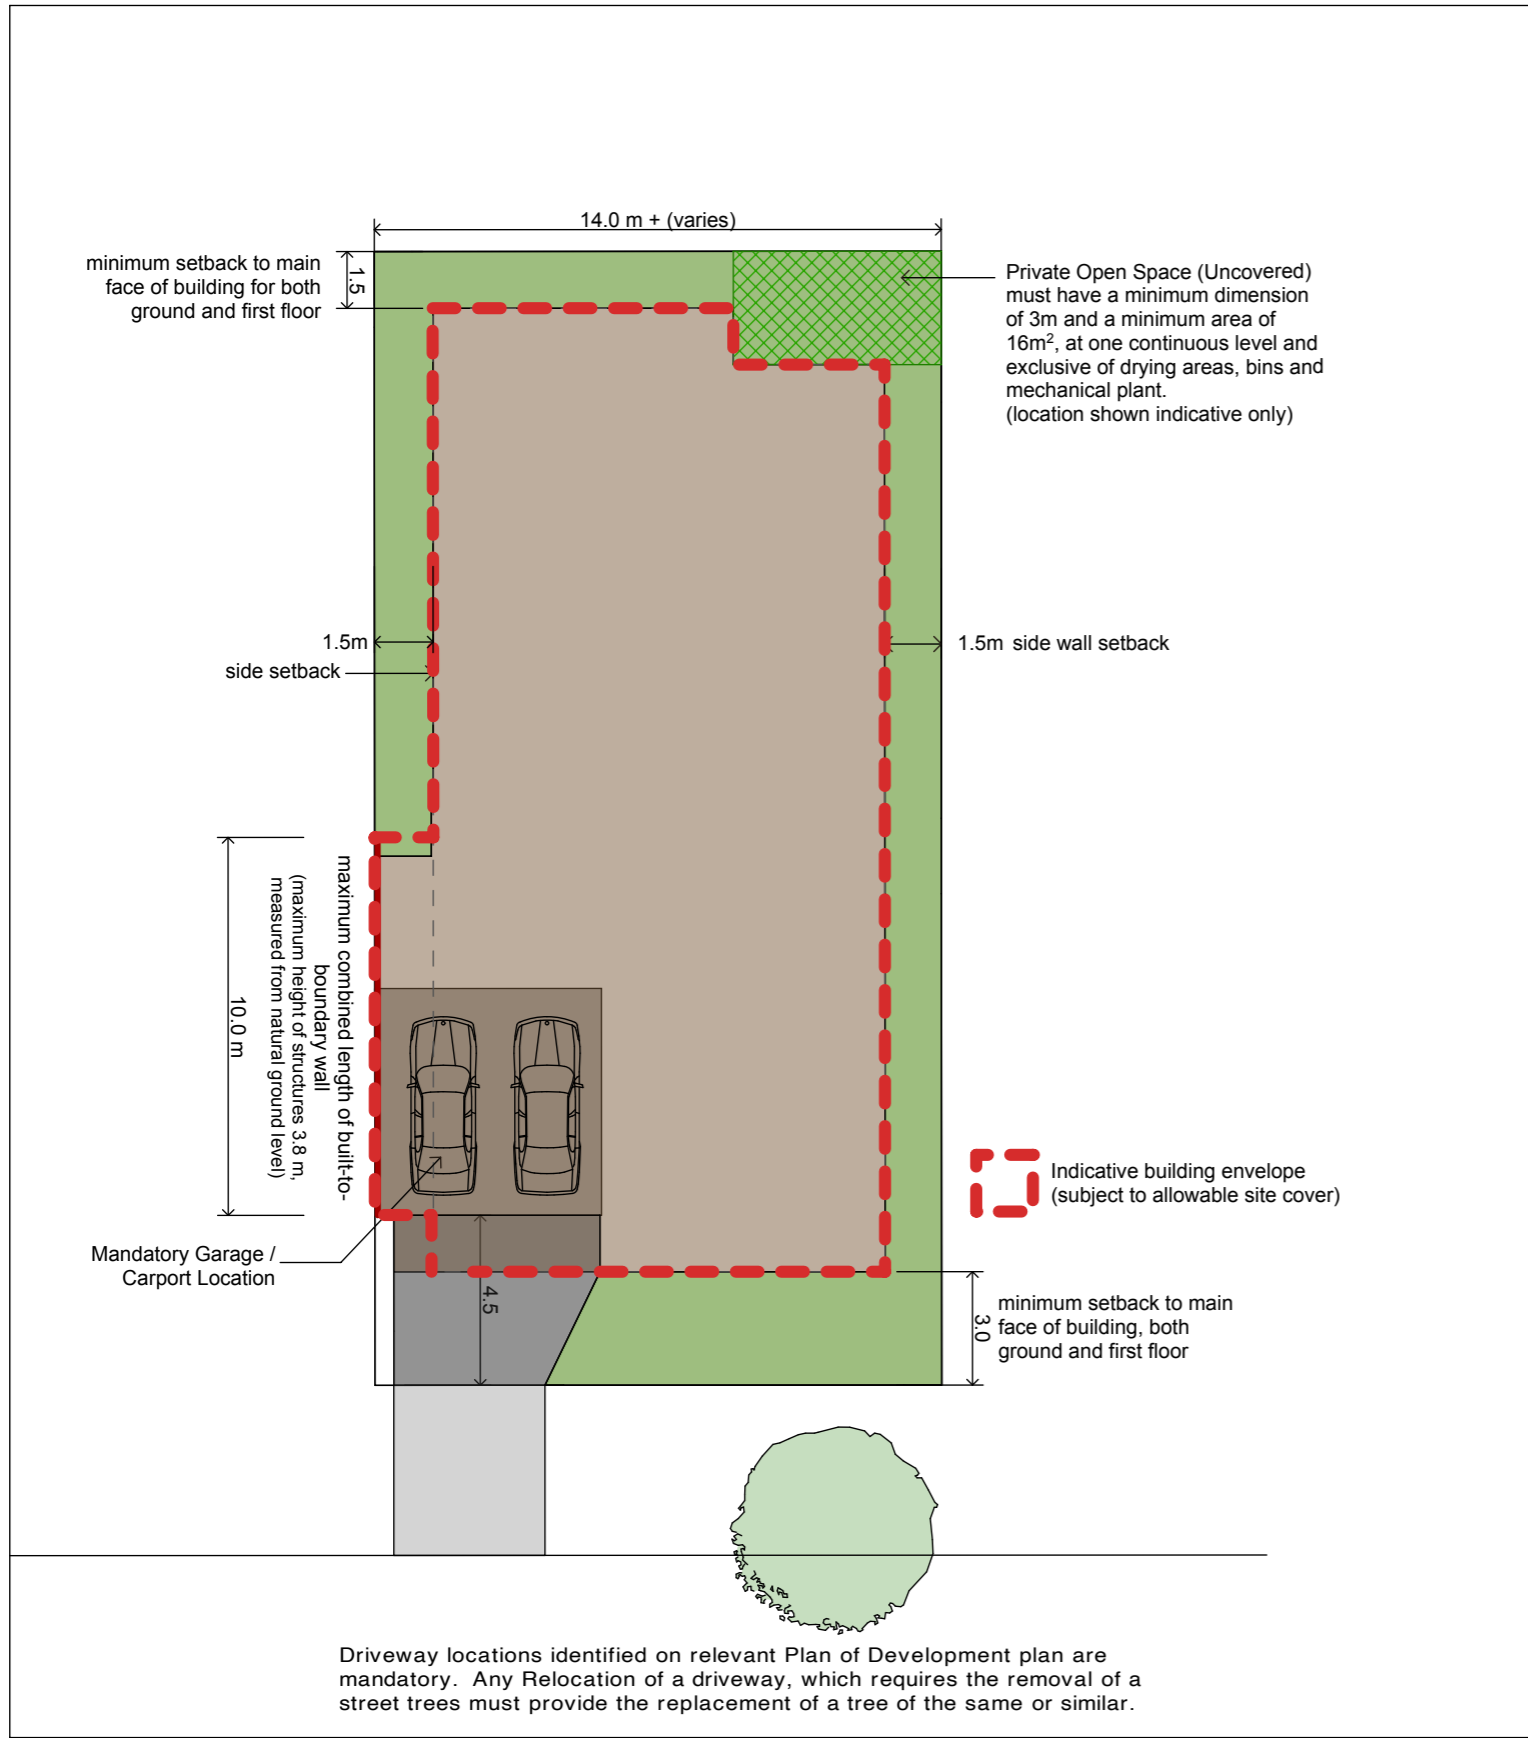 14.0 m + (varies)
minimum setback to main
face of building for both
ground and first floor
1.5
Private Open Space (Uncovered)
must have a minimum dimension
of 3m and a minimum area of
16m², at one continuous level and
exclusive of drying areas, bins and
mechanical plant.
(location shown indicative only)
1.5m
side setback
1.5m side wall setback
maximum combined length of built-to-
boundary wall
(maximum height of structures 3.8 m,
measured from natural ground level)
10.0 m
Indicative building envelope
(subject to allowable site cover)
Mandatory Garage /
Carport Location
4.5
3.0
minimum setback to main
face of building, both
ground and first floor
Driveway locations identified on relevant Plan of Development plan are
mandatory. Any Relocation of a driveway, which requires the removal of a
street trees must provide the replacement of a tree of the same or similar.